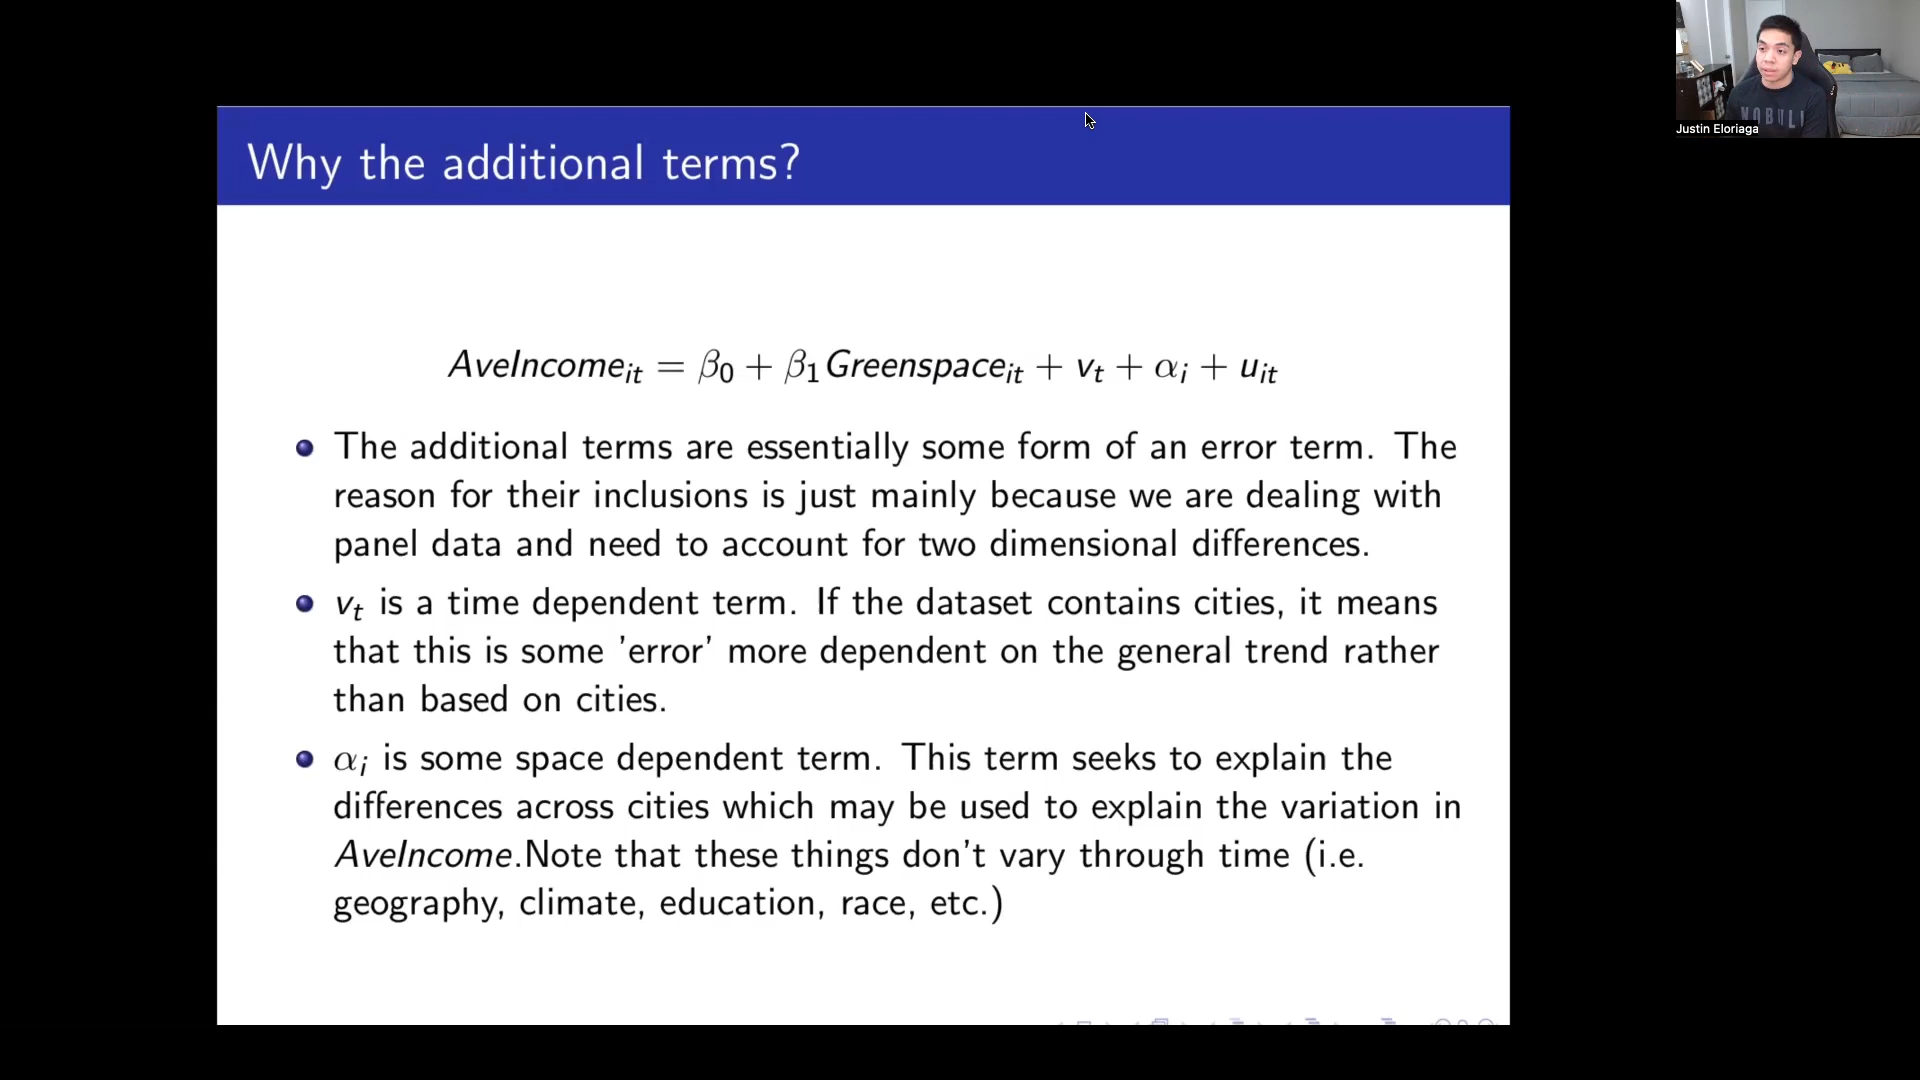 Why the additional terms?
AveIncome_it = β_0 + β_1 Greenspace_it + v_t + α_i + u_it
The additional terms are essentially some form of an error term. The
reason for their inclusions is just mainly because we are dealing with
panel data and need to account for two dimensional differences.
v_t is a time dependent term. If the dataset contains cities, it means
that this is some 'error' more dependent on the general trend rather
than based on cities.
α_i is some space dependent term. This term seeks to explain the
differences across cities which may be used to explain the variation in
AveIncome.Note that these things don't vary through time (i.e.
geography, climate, education, race, etc.)
NOBULL
Justin Eloriaga